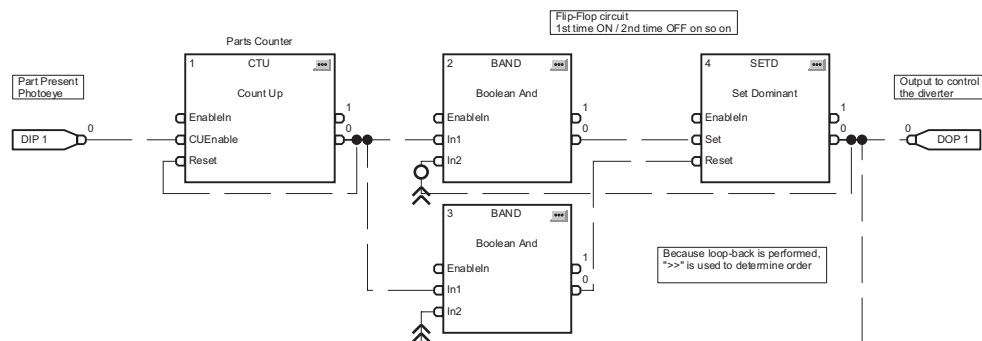 Flip-Flop circuit
1st time ON / 2nd time OFF on so on
Parts Counter
Part Present
Photoeye
DIP 1
0
1 CTU
Count Up
EnableIn
CUEnable
Reset
1
0
2 BAND
Boolean And
EnableIn
In1
In2
1
0
3 BAND
Boolean And
EnableIn
In1
In2
1
0
4 SETD
Set Dominant
EnableIn
Set
Reset
1
0
Output to control
the diverter
0
DOP 1
Because loop-back is performed,
">>" is used to determine order